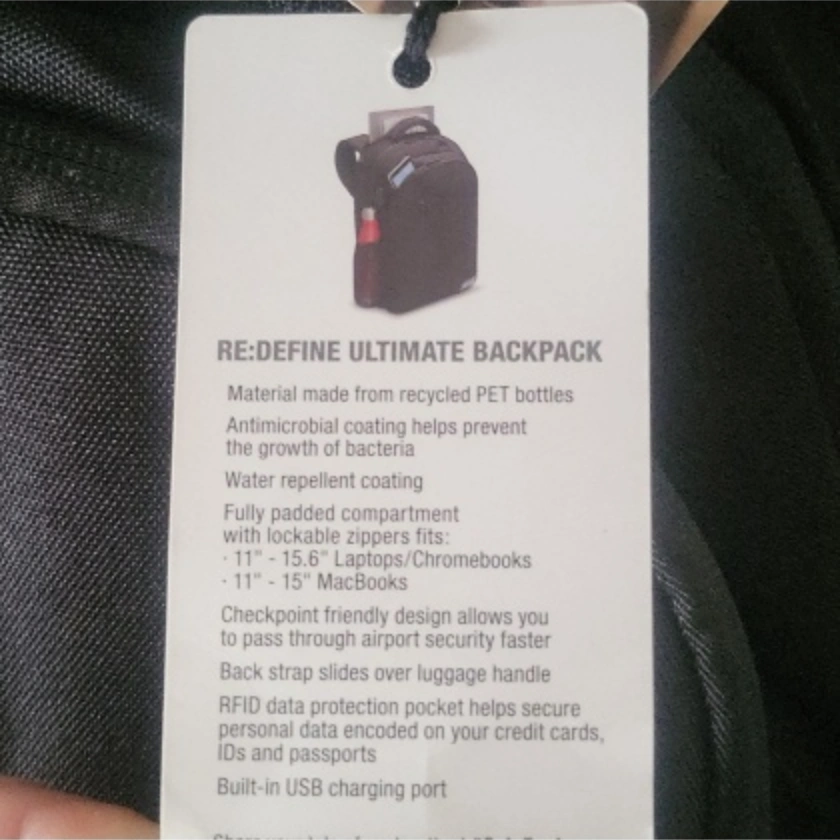 RE:DEFINE ULTIMATE BACKPACK
Material made from recycled PET bottles
Antimicrobial coating helps prevent
the growth of bacteria
Water repellent coating
Fully padded compartment
with lockable zippers fits:
· 11" - 15.6" Laptops/Chromebooks
· 11" - 15" MacBooks
Checkpoint friendly design allows you
to pass through airport security faster
Back strap slides over luggage handle
RFID data protection pocket helps secure
personal data encoded on your credit cards,
IDs and passports
Built-in USB charging port